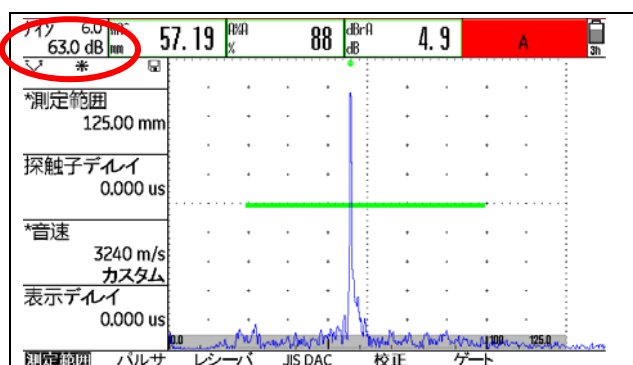 ゲイン 6.0
63.0 dB
mm
57.19
A%A
%
88
dBrA
dB
4.9
A
3h
*測定範囲
125.00 mm
探触子ディレイ
0.000 us
*音速
3240 m/s
カスタム
表示ディレイ
0.000 us
0.0
100
125.0
測定範囲 パルサ レシーバ JIS DAC 校正 ゲート